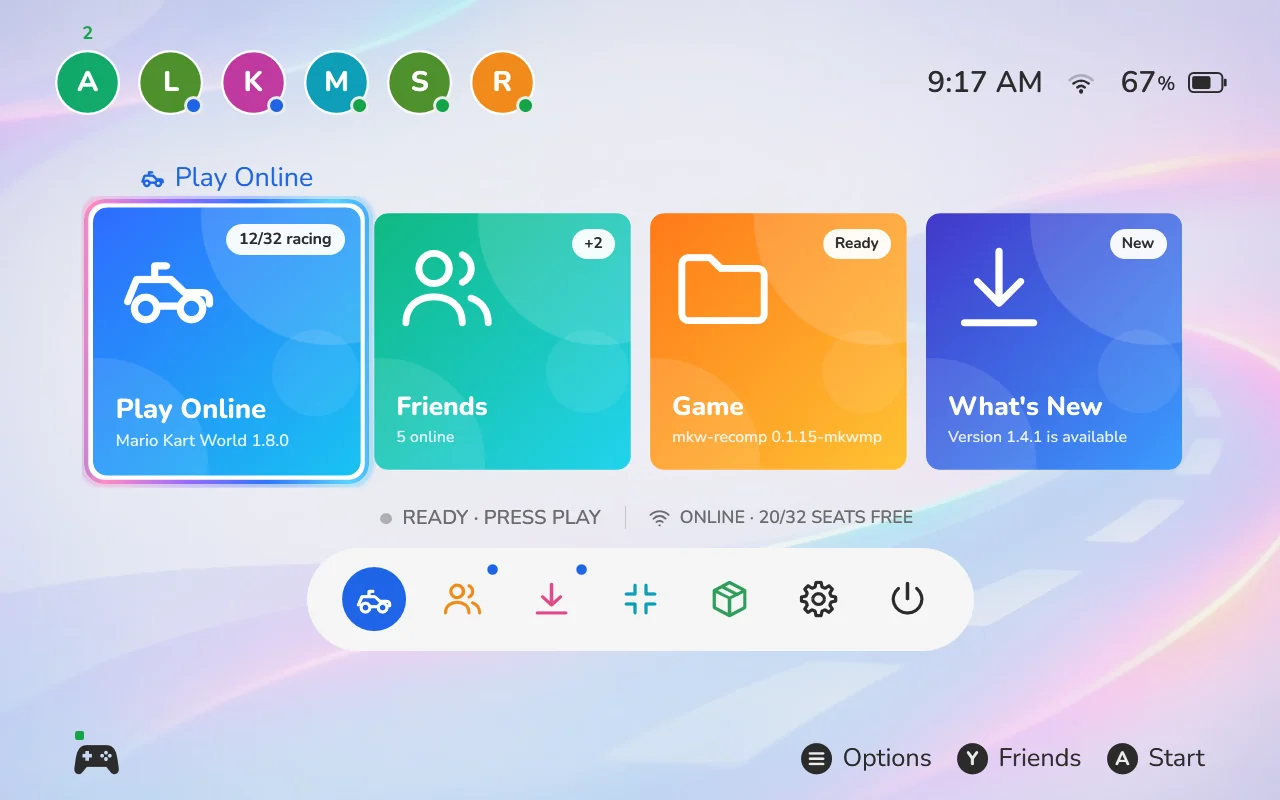 2
A L K M S R
9:17 AM 67%
Play Online
12/32 racing
Play Online
Mario Kart World 1.8.0
+2
Friends
5 online
Ready
Game
mkw-recomp 0.1.15-mkwmp
New
What's New
Version 1.4.1 is available
READY · PRESS PLAY
ONLINE · 20/32 SEATS FREE
Options Y Friends A Start